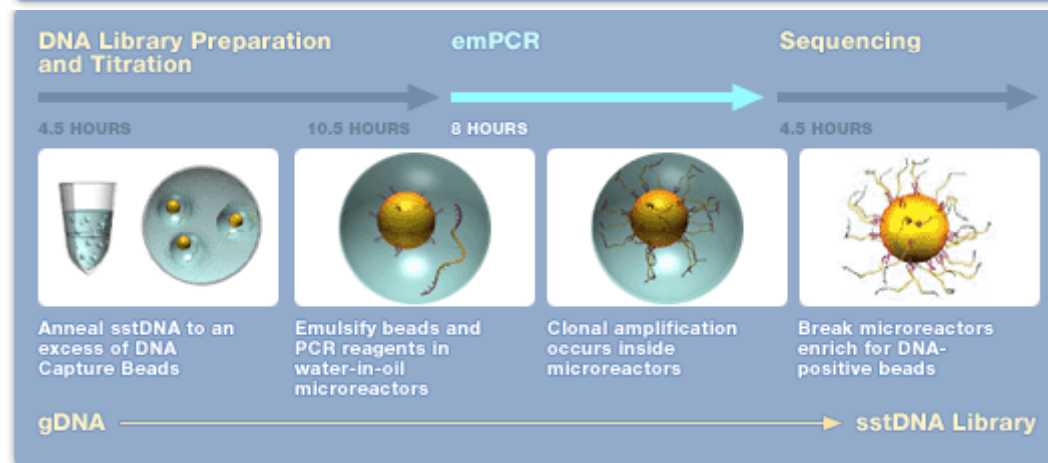 DNA Library Preparation
and Titration
emPCR
Sequencing
4.5 HOURS
10.5 HOURS
8 HOURS
4.5 HOURS
Anneal sstDNA to an
excess of DNA
Capture Beads
Emulsify beads and
PCR reagents in
water-in-oil
microreactors
Clonal amplification
occurs inside
microreactors
Break microreactors
enrich for DNA-
positive beads
gDNA
sstDNA Library